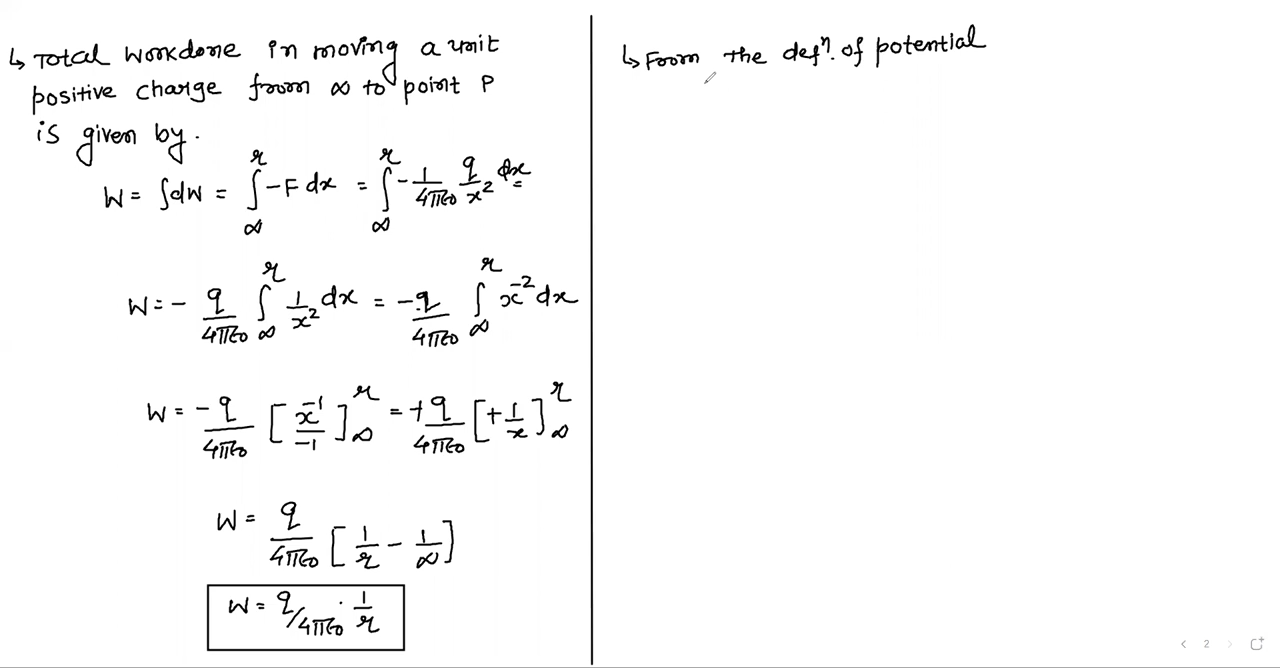 ↳ Total workdone in moving a unit
positive charge from ∞ to point P
is given by.
W = ∫dW = ∫_∞^r -F dx = ∫_∞^r - 1/4πε0 q/x² dx
W = - q/4πε0 ∫_∞^r 1/x² dx = - q/4πε0 ∫_∞^r x^-2 dx
W = - q/4πε0 [x^-1/-1]_∞^r = + q/4πε0 [+ 1/x]_∞^r
W = q/4πε0 [1/r - 1/∞]
W = q/4πε0 · 1/r
↳ From the defⁿ. of potential
2